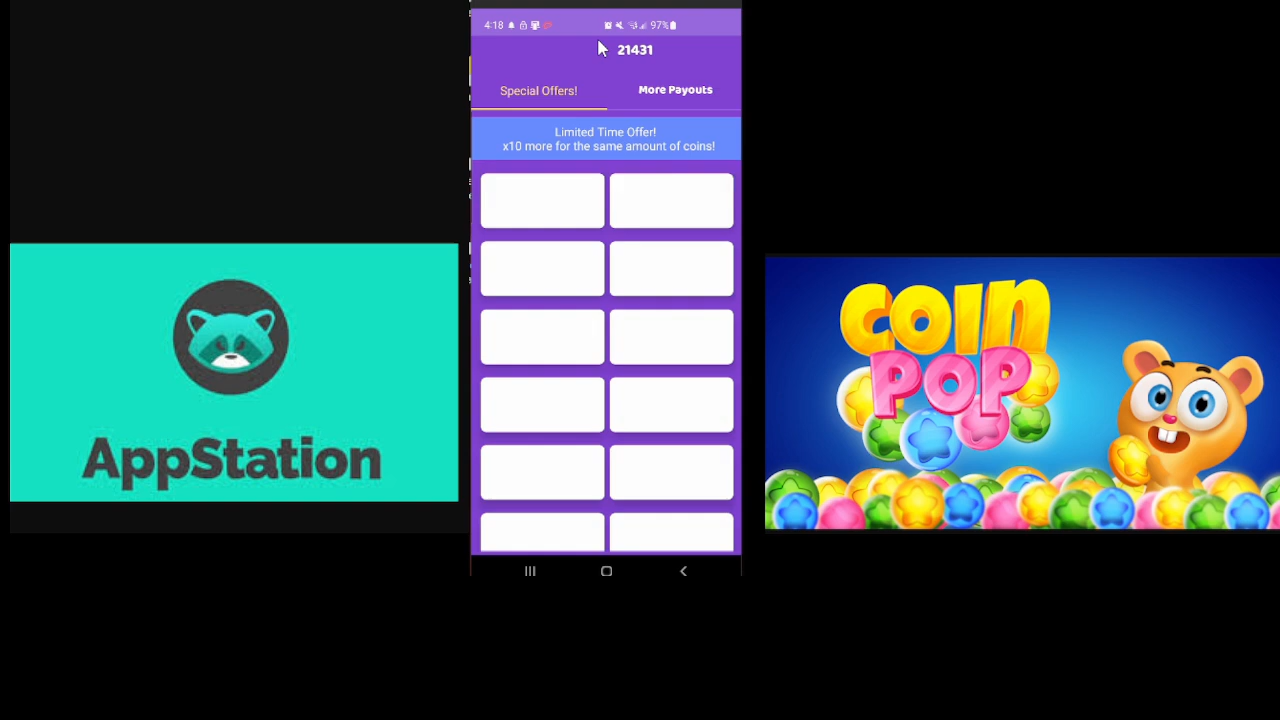 4:18
97%
21431
Special Offers!
More Payouts
Limited Time Offer!
x10 more for the same amount of coins!
AppStation
COIN
POP